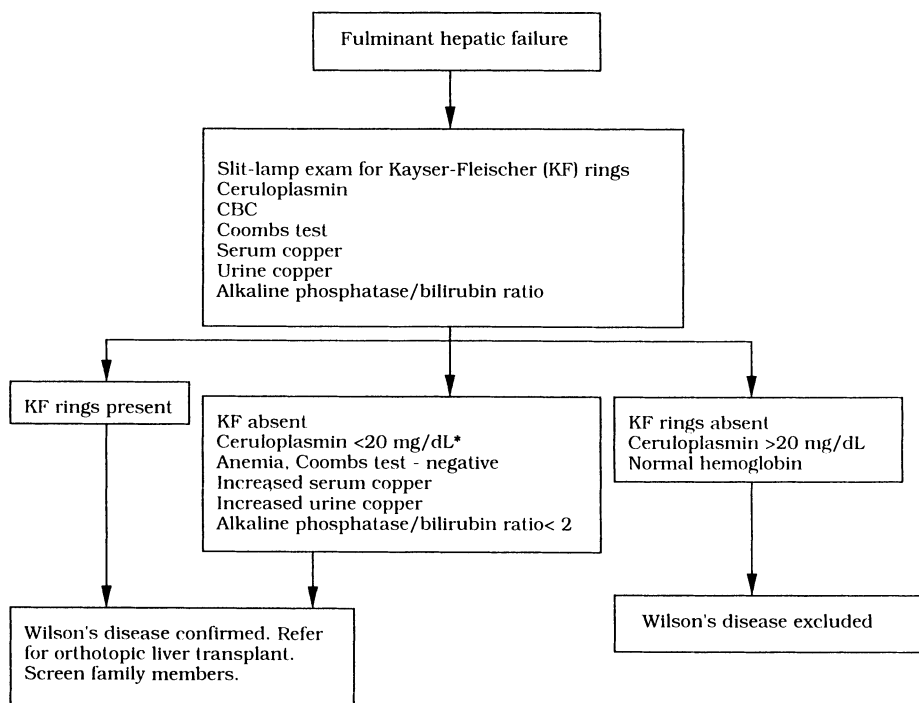 Fulminant hepatic failure
Slit-lamp exam for Kayser-Fleischer (KF) rings
Ceruloplasmin
CBC
Coombs test
Serum copper
Urine copper
Alkaline phosphatase/bilirubin ratio
KF rings present
KF absent
Ceruloplasmin <20 mg/dL*
Anemia, Coombs test - negative
Increased serum copper
Increased urine copper
Alkaline phosphatase/bilirubin ratio< 2
KF rings absent
Ceruloplasmin >20 mg/dL
Normal hemoglobin
Wilson's disease confirmed. Refer
for orthotopic liver transplant.
Screen family members.
Wilson's disease excluded